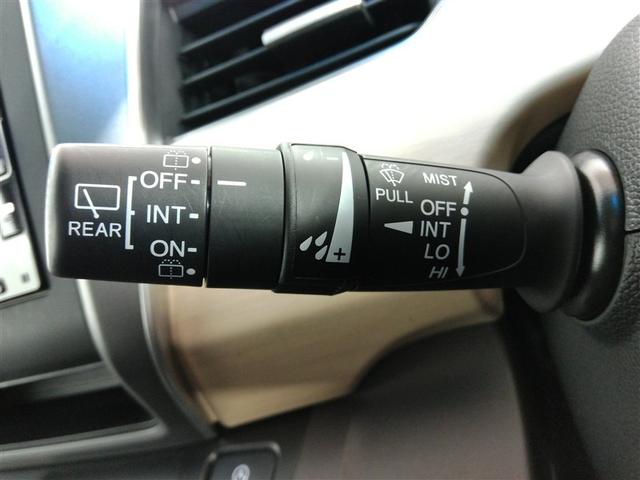 REAR
OFF
INT
ON
- 
+
PULL
MIST
OFF
INT
LO
HI